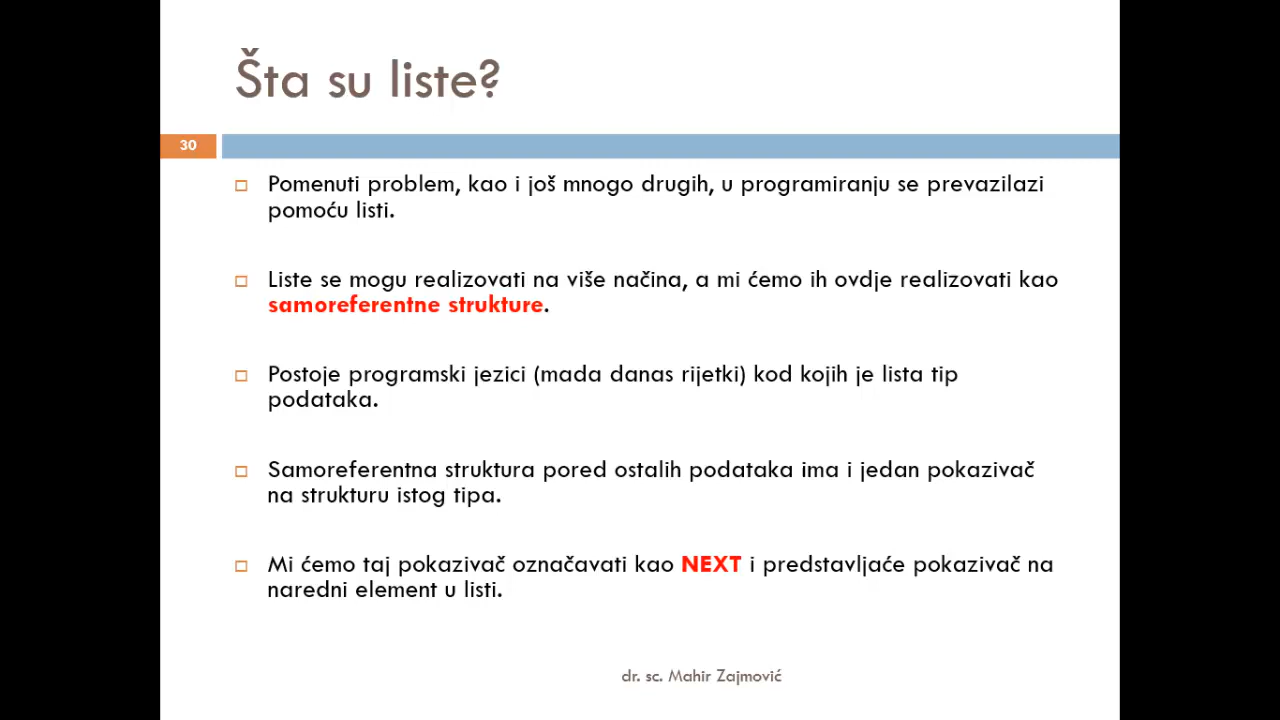 Šta su liste?
30
Pomenuti problem, kao i još mnogo drugih, u programiranju se prevazilazi
pomoću listi.
Liste se mogu realizovati na više načina, a mi ćemo ih ovdje realizovati kao
samoreferentne strukture.
Postoje programski jezici (mada danas rijetki) kod kojih je lista tip
podataka.
Samoreferentna struktura pored ostalih podataka ima i jedan pokazivač
na strukturu istog tipa.
Mi ćemo taj pokazivač označavati kao NEXT i predstavljaće pokazivač na
naredni element u listi.
dr. sc. Mahir Zajmović